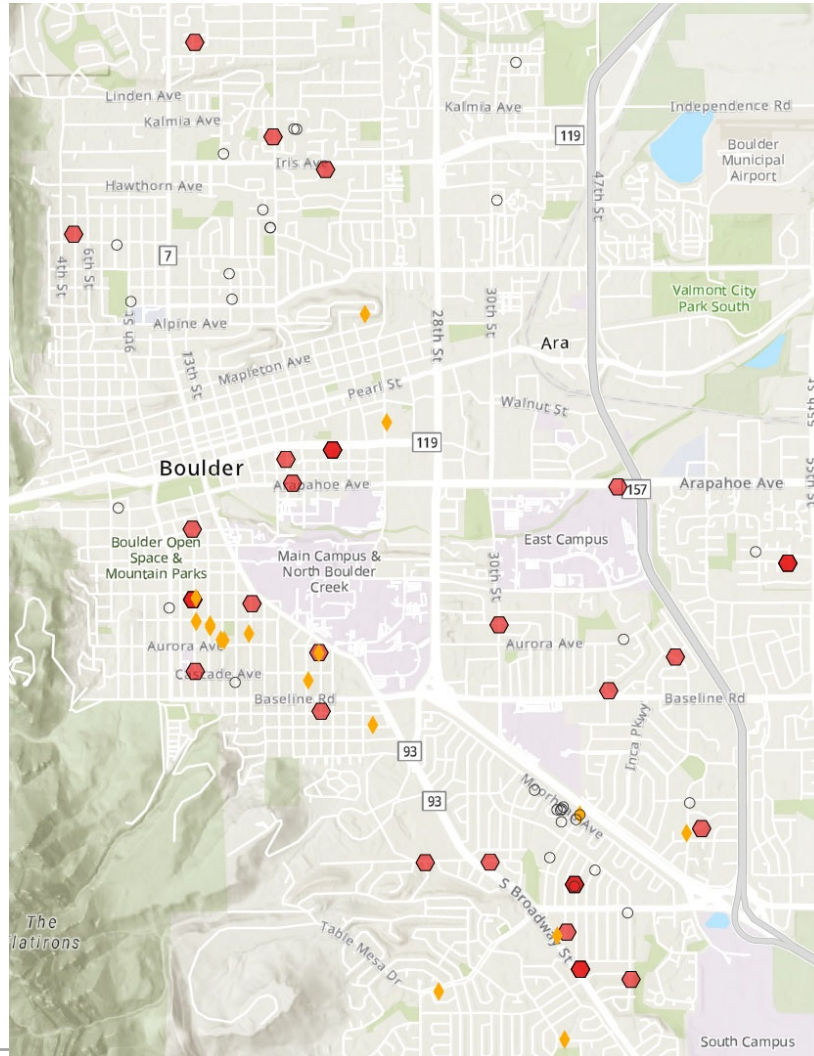 Linden Ave
Kalmia Ave
Kalmia Ave
Independence Rd
119
Boulder
Municipal
Airport
Iris Ave
Hawthorn Ave
47th St
6th St
4th St
7
9th St
Alpine Ave
13th St
Mapleton Ave
28th St
30th St
Valmont City
Park South
Ara
Pearl St
Walnut St
55th St
119
Boulder
Arapahoe Ave
157
Arapahoe Ave
55th St
Boulder Open
Space &
Mountain Parks
Main Campus &
North Boulder
Creek
East Campus
30th St
Aurora Ave
Aurora Ave
Cascade Ave
Baseline Rd
Baseline Rd
Inca Pkwy
93
93
Moorhead Ave
S Broadway St
The
Flatirons
Table Mesa Dr
South Campus